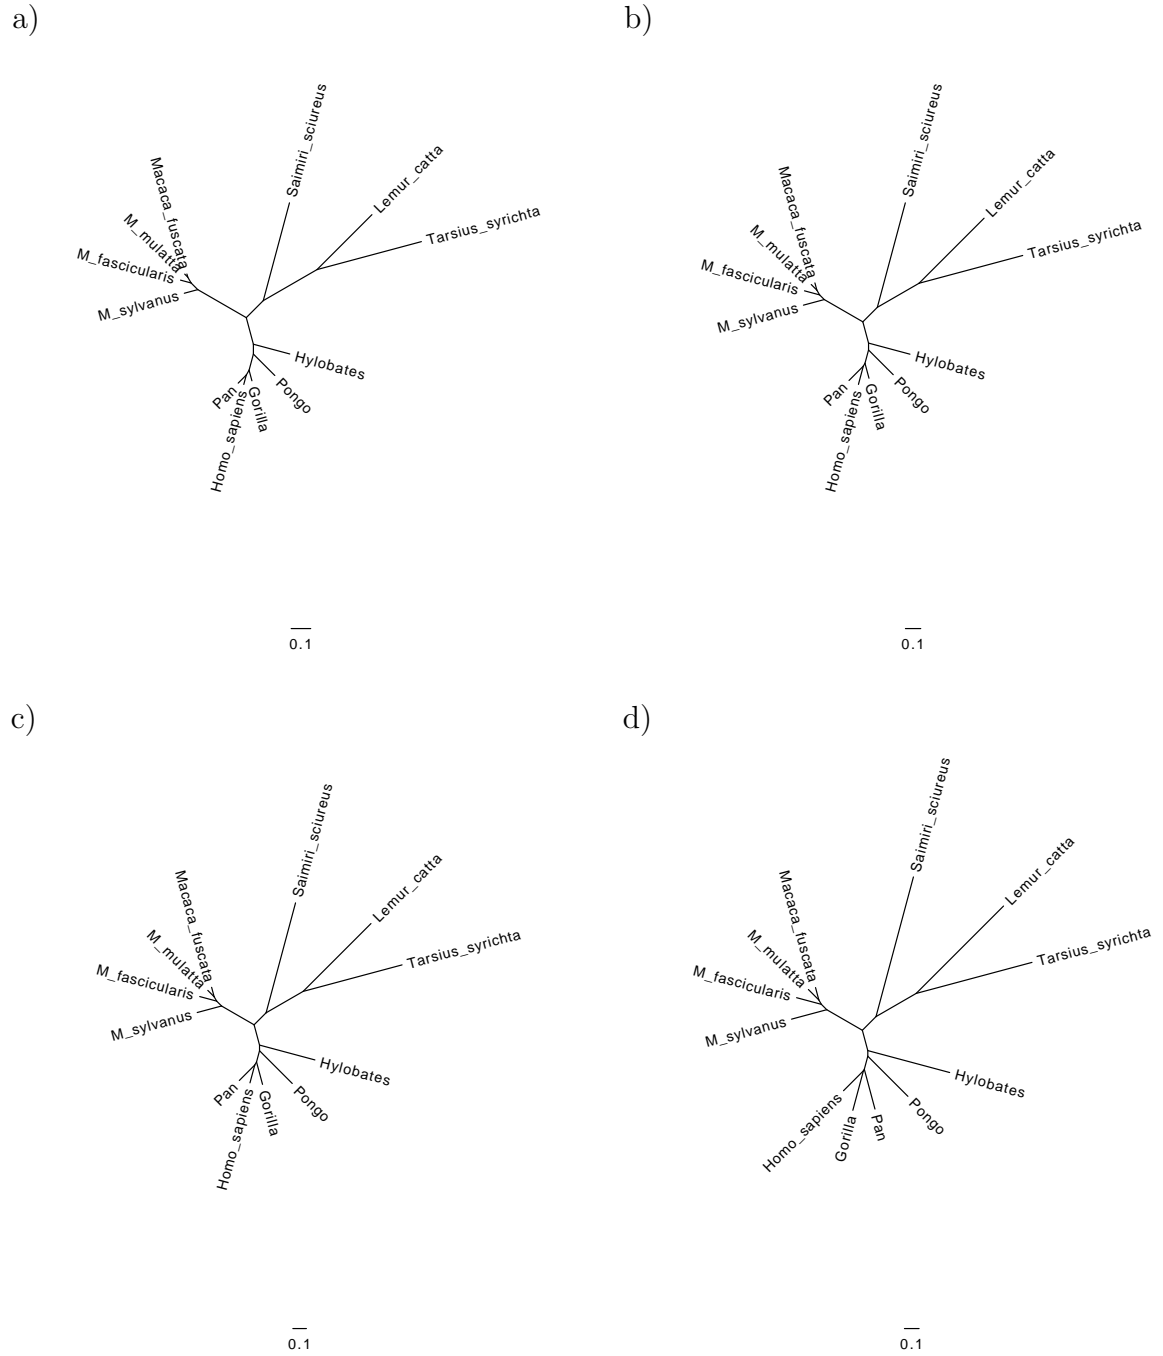 a)
Saimiri_sciureus
Lemur_catta
Tarsius_syrichta
Macaca_fuscata
M_mulatta
M_fascicularis
M_sylvanus
Hylobates
Pongo
Gorilla
Pan
Homo_sapiens
0.1
b)
Saimiri_sciureus
Lemur_catta
Tarsius_syrichta
Macaca_fuscata
M_mulatta
M_fascicularis
M_sylvanus
Hylobates
Pongo
Gorilla
Pan
Homo_sapiens
0.1
c)
Saimiri_sciureus
Lemur_catta
Tarsius_syrichta
Macaca_fuscata
M_mulatta
M_fascicularis
M_sylvanus
Hylobates
Pongo
Gorilla
Pan
Homo_sapiens
0.1
d)
Saimiri_sciureus
Lemur_catta
Tarsius_syrichta
Macaca_fuscata
M_mulatta
M_fascicularis
M_sylvanus
Hylobates
Pongo
Pan
Gorilla
Homo_sapiens
0.1